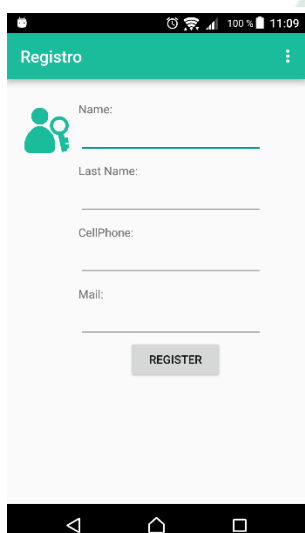 100 % 11:09
Registro
Name:
Last Name:
CellPhone:
Mail:
REGISTER